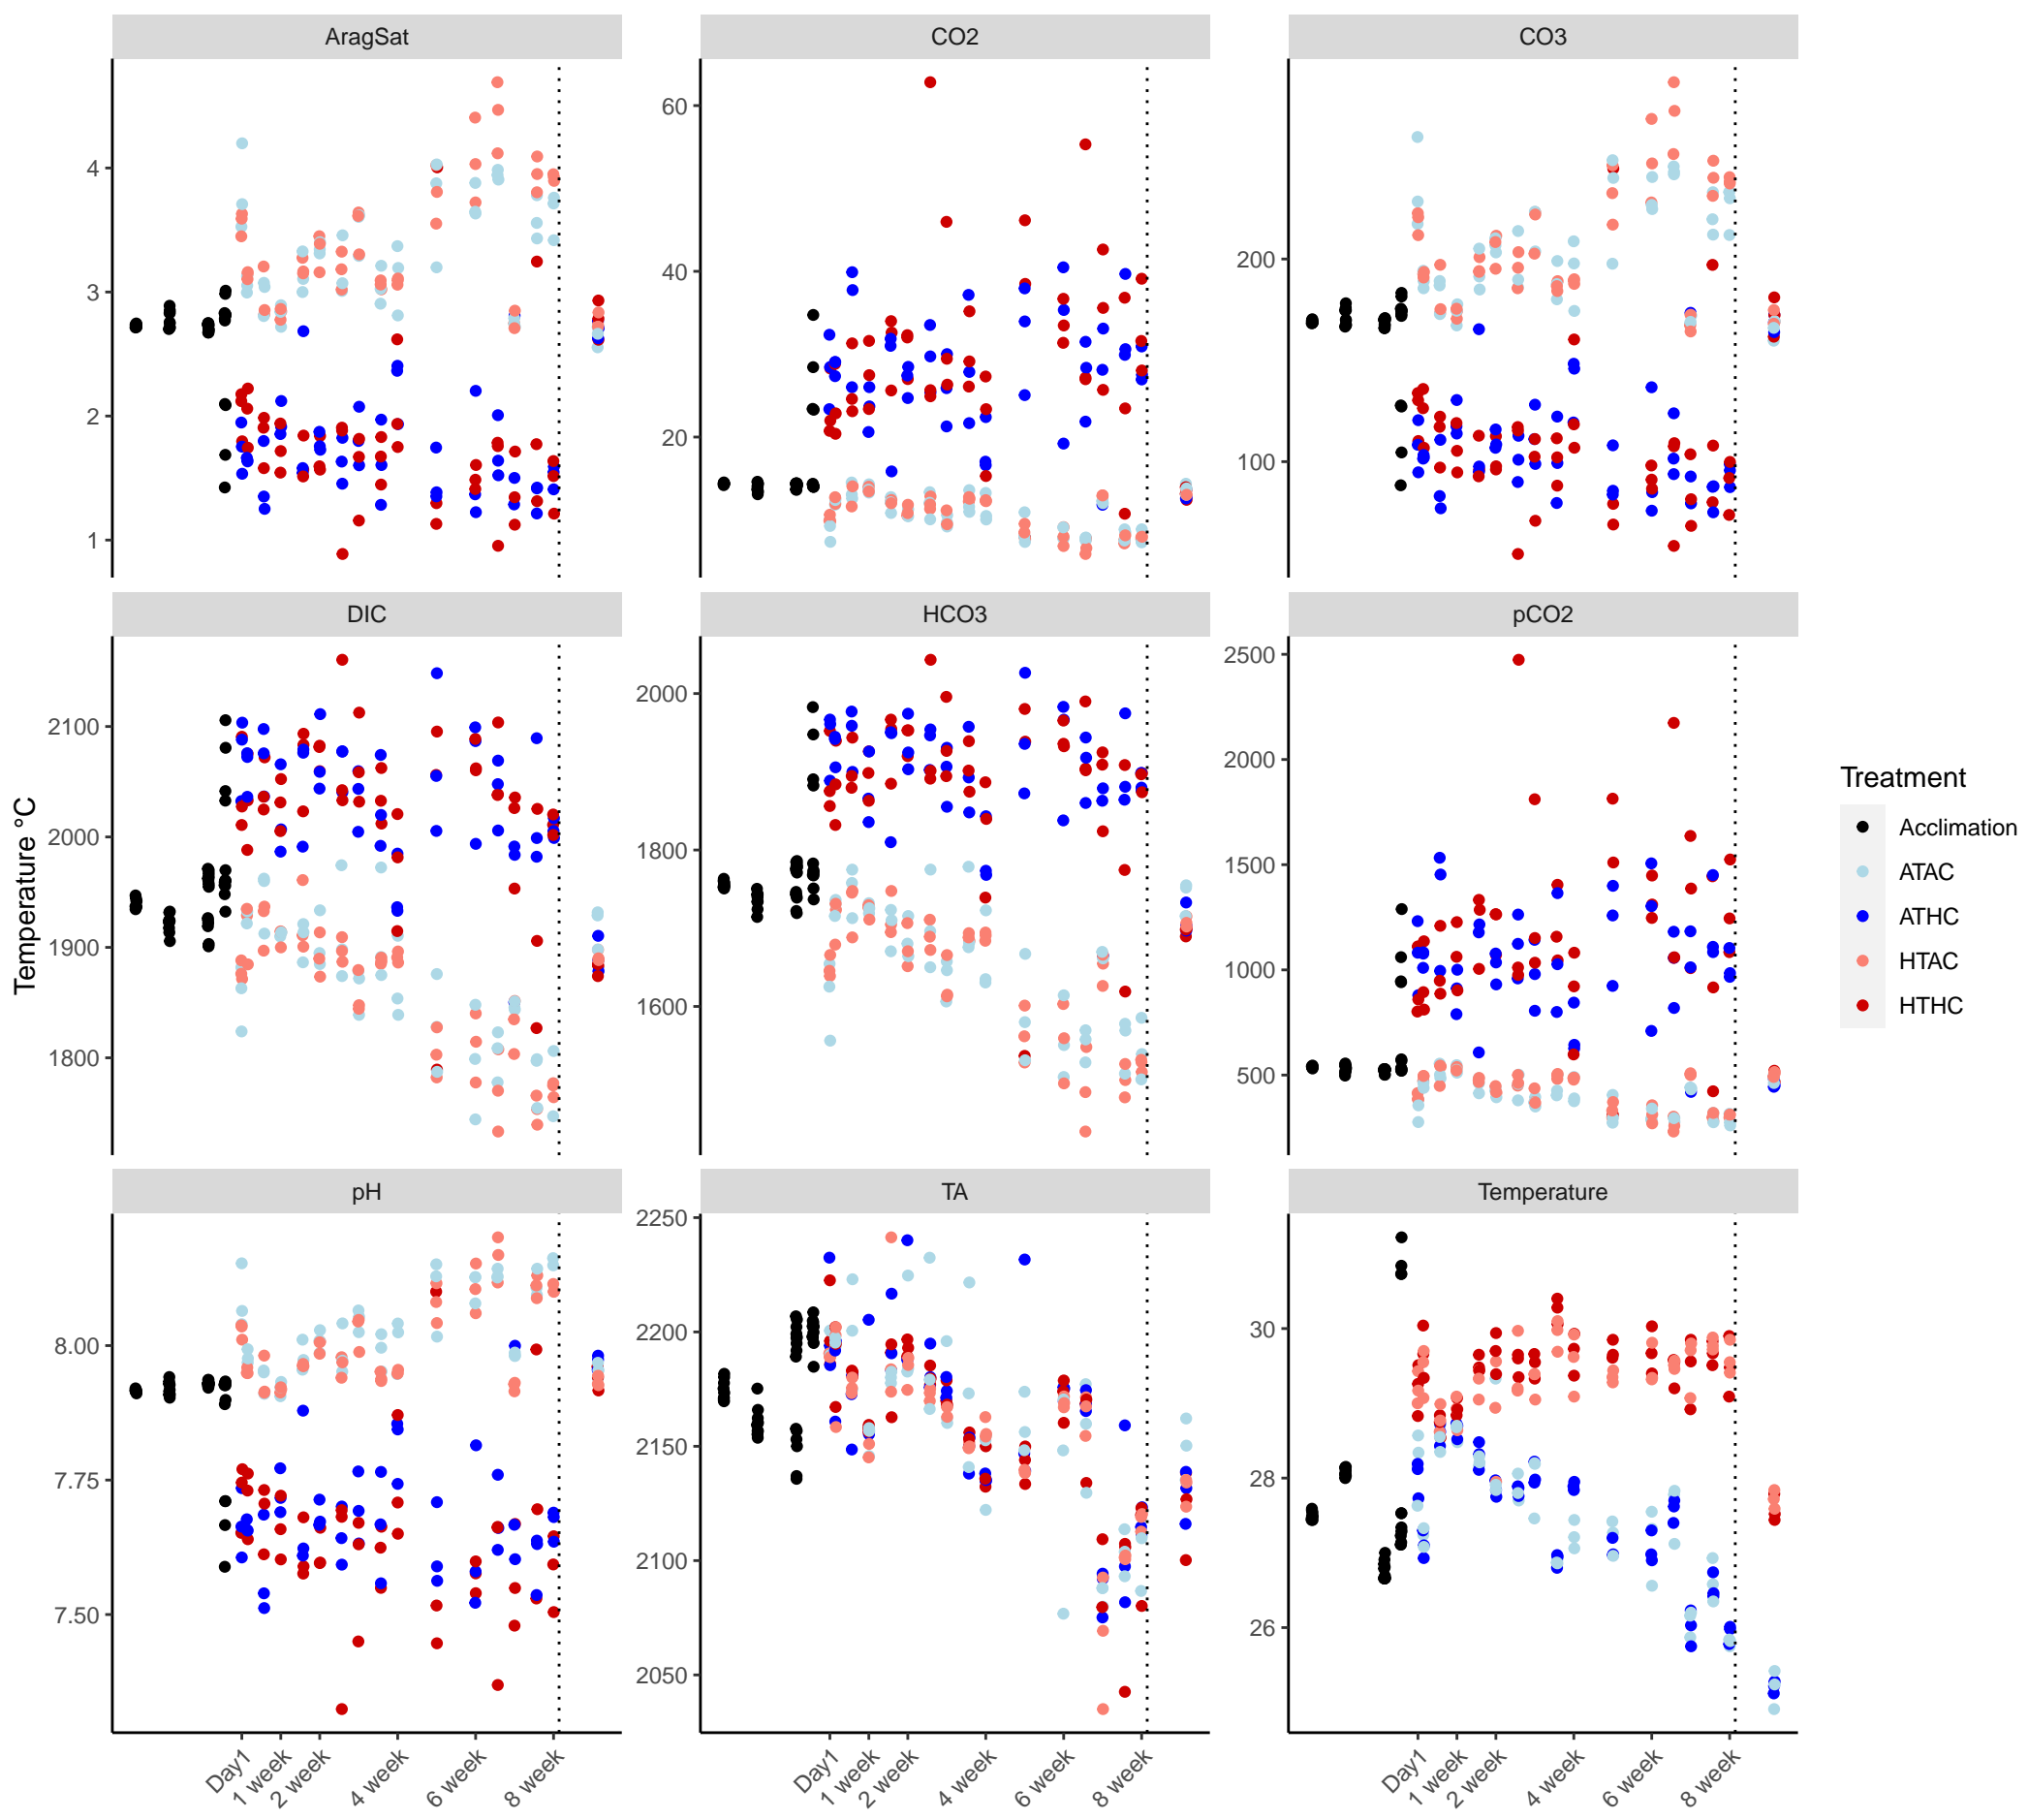 AragSat
CO2
CO3
4
3
2
1
60
40
20
200
100
DIC
HCO3
pCO2
2100
2000
1900
1800
2000
1800
1600
2500
2000
1500
1000
500
Temperature °C
Treatment
Acclimation
ATAC
ATHC
HTAC
HTHC
pH
TA
Temperature
8.00
7.75
7.50
2250
2200
2150
2100
2050
30
28
26
Day1
1 week
2 week
4 week
6 week
8 week
Day1
1 week
2 week
4 week
6 week
8 week
Day1
1 week
2 week
4 week
6 week
8 week